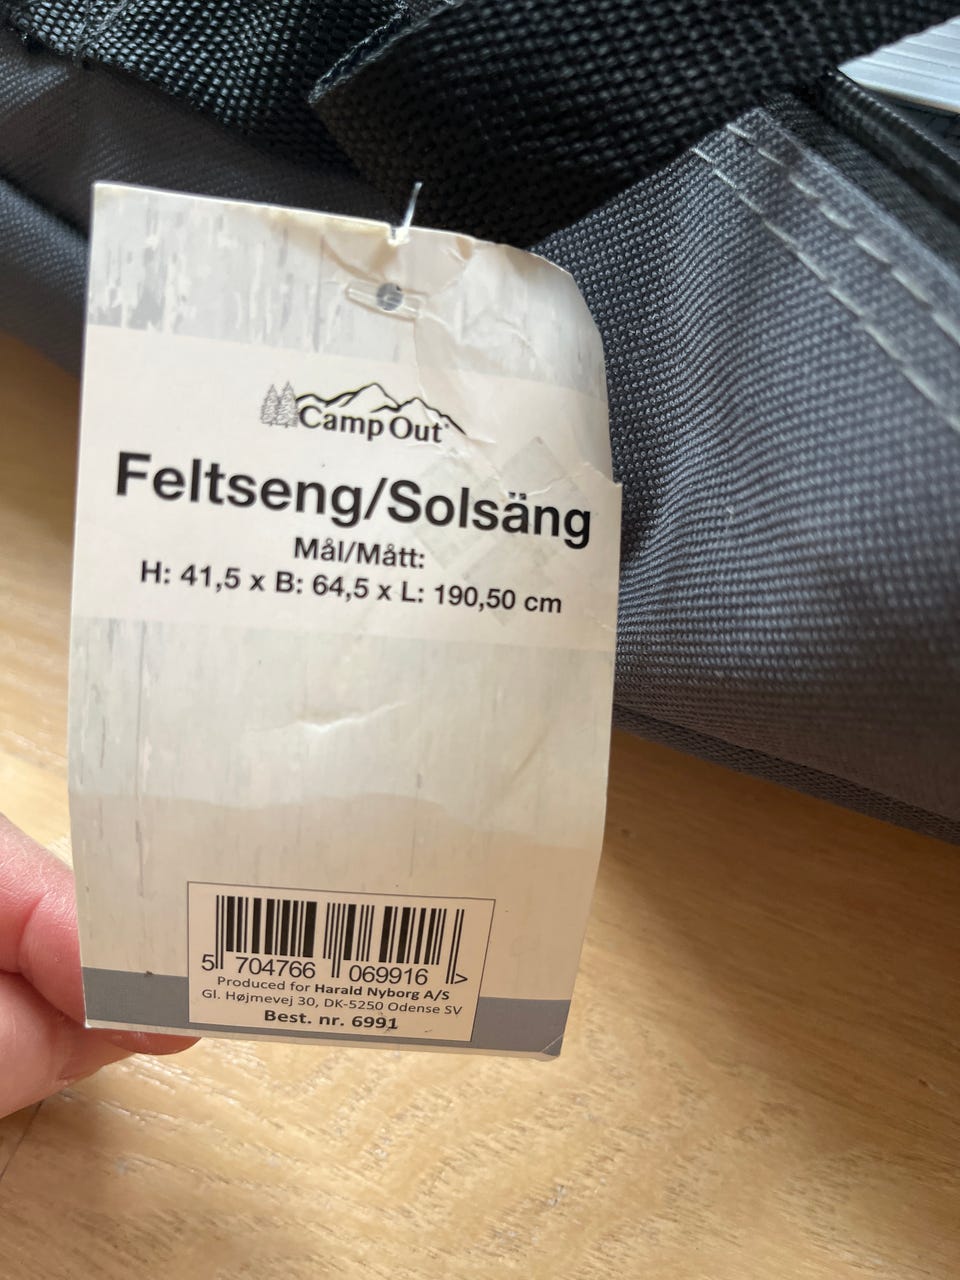 Camp Out
Feltseng/Solsäng
Mål/Mått:
H: 41,5 x B: 64,5 x L: 190,50 cm
5 704766 069916 >
Produced for Harald Nyborg A/S
Gl. Højmevej 30, DK-5250 Odense SV
Best. nr. 6991